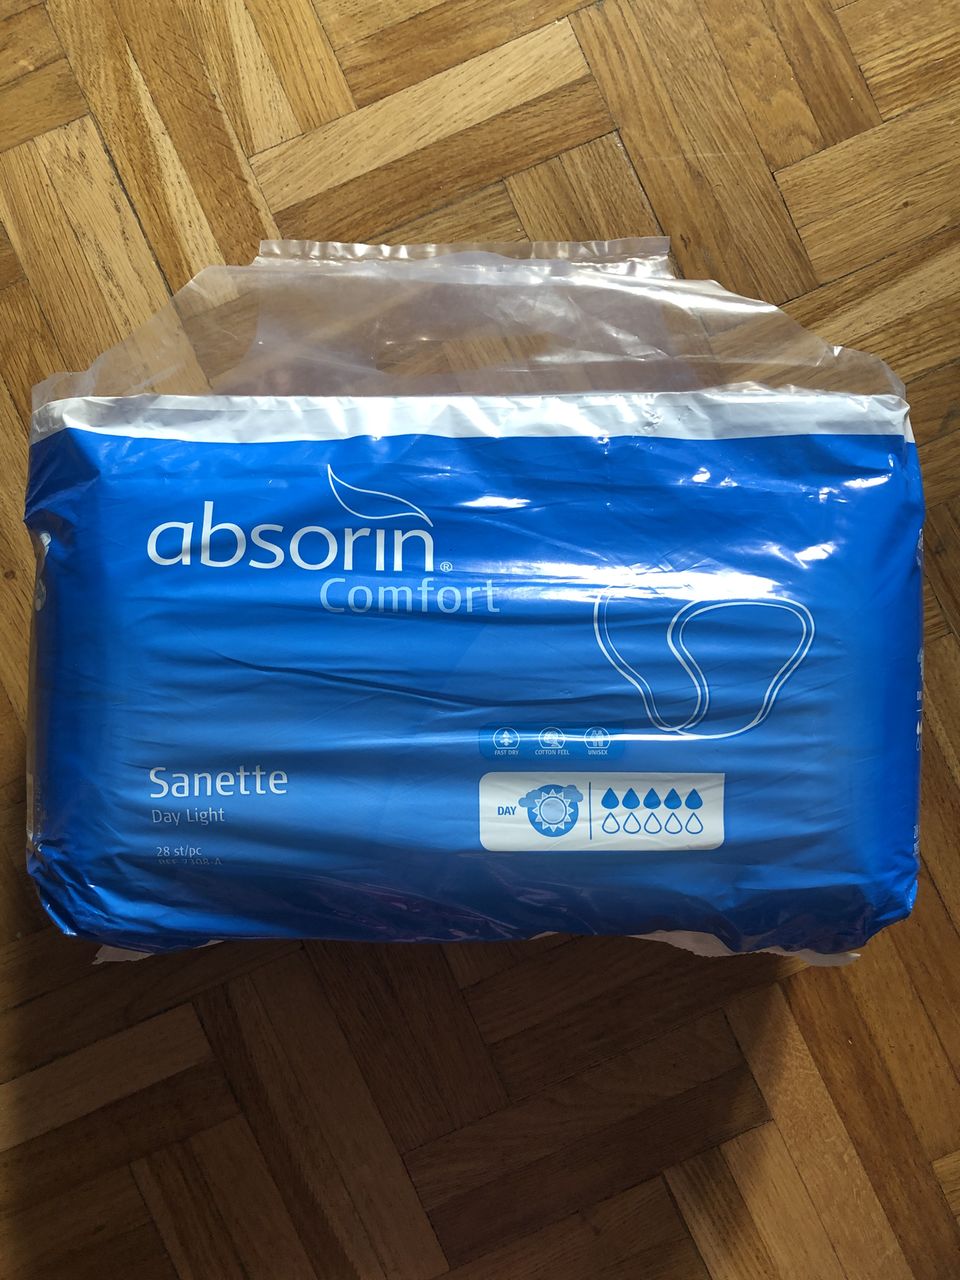 absorin®
Comfort
FAST DRY COTTON FEEL UNISEX
Sanette
Day Light
DAY
28 st/pc